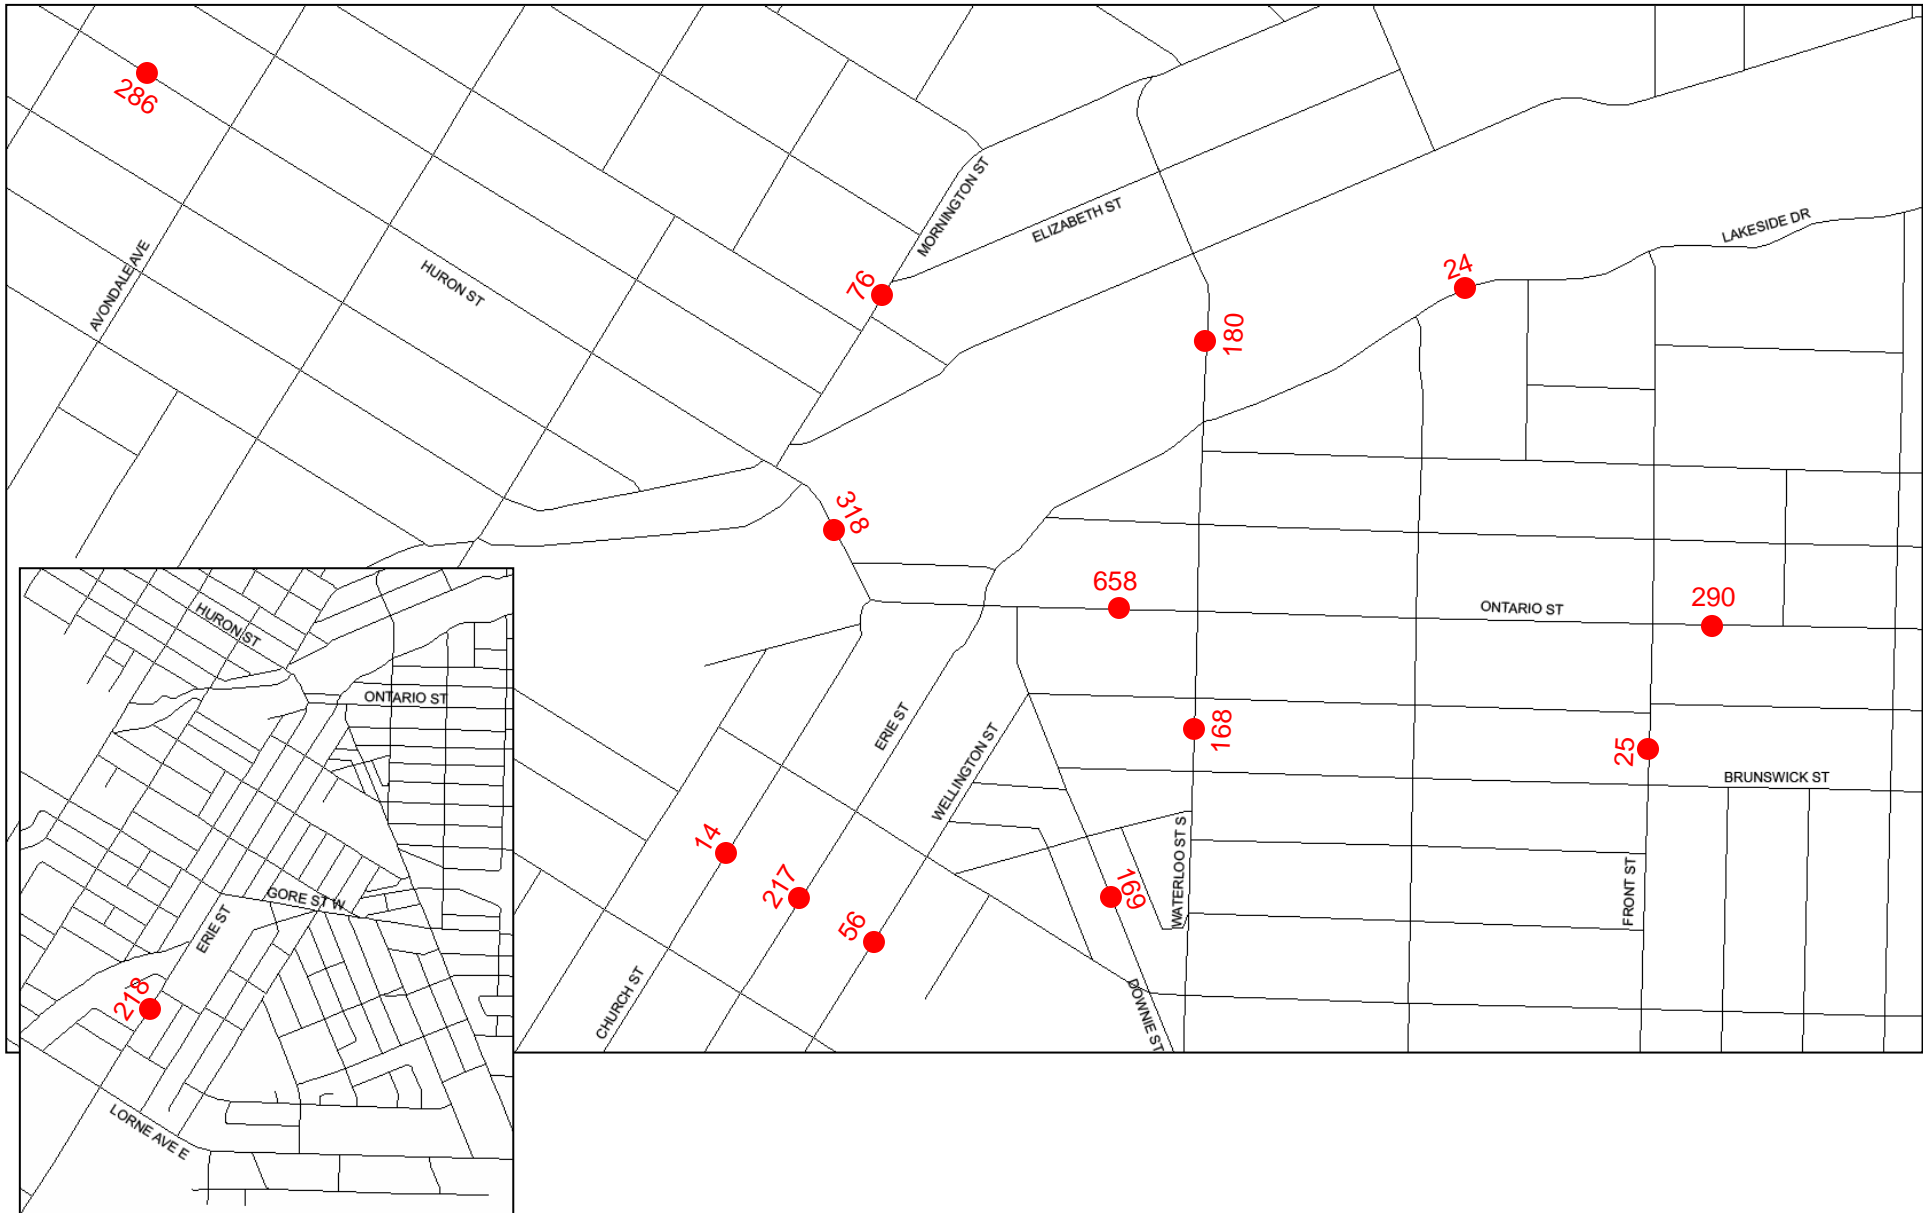 286
AVONDALE AVE
HURON ST
MORNINGTON ST
ELIZABETH ST
LAKESIDE DR
76
24
180
318
658
ONTARIO ST
290
ERIE ST
WELLINGTON ST
168
25
BRUNSWICK ST
14
217
56
169
WATERLOO ST S
FRONT ST
CHURCH ST
DOWNIE ST
HURON ST
ONTARIO ST
GORE ST W
ERIE ST
218
LORNE AVE E